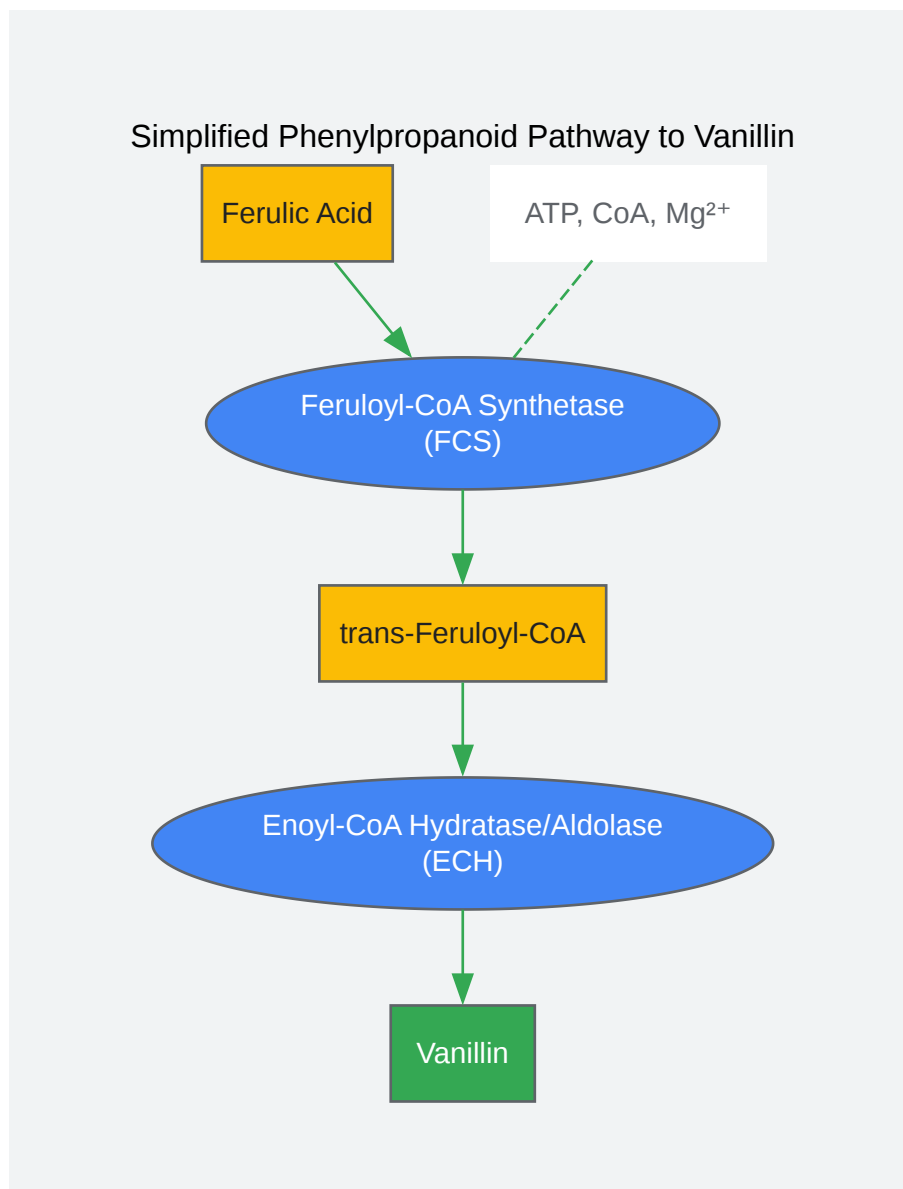 Simplified Phenylpropanoid Pathway to Vanillin
Ferulic Acid
ATP, CoA, Mg²⁺
Feruloyl-CoA Synthetase
(FCS)
trans-Feruloyl-CoA
Enoyl-CoA Hydratase/Aldolase
(ECH)
Vanillin